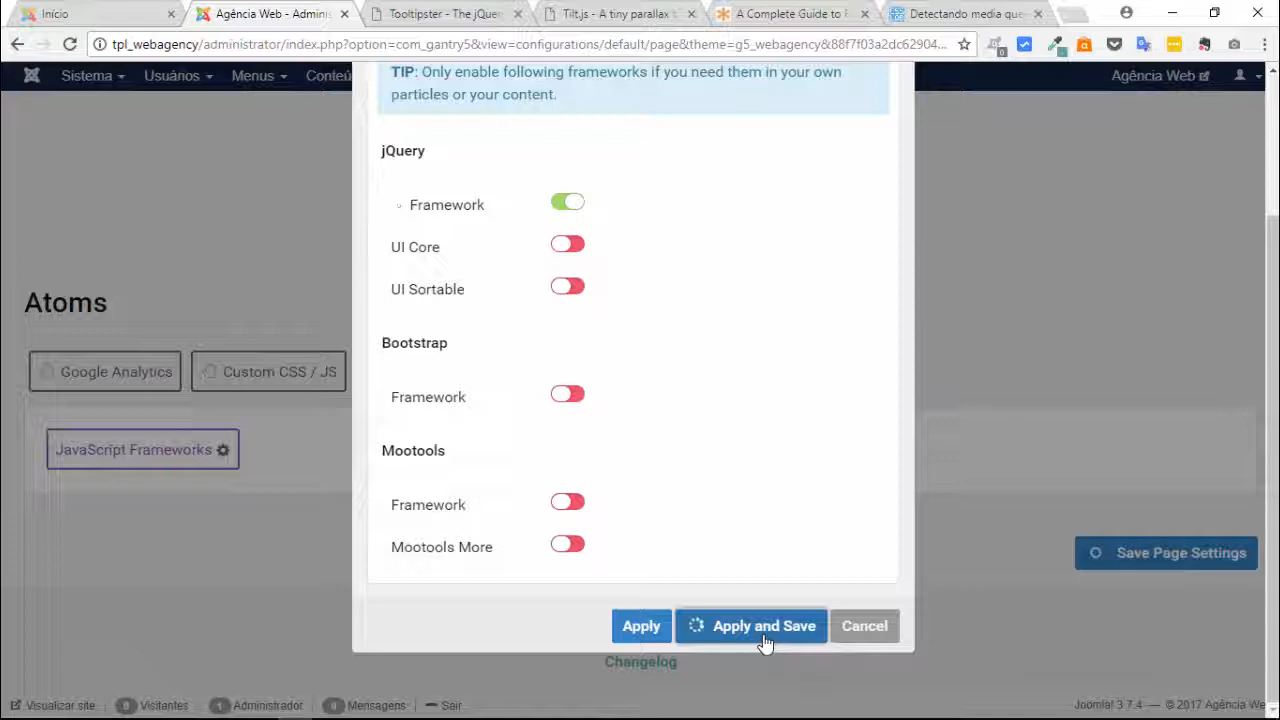 Início
Agência Web - Adminis
Tooltipster - The jQuer
Tilt.js - A tiny parallax t
A Complete Guide to F
Detectando media que
tpl_webagency/administrator/index.php?option=com_gantry5&view=configurations/default/page&theme=g5_webagency&88f7f03a2dc62904...
Sistema
Usuários
Menus
Conteú
Agência Web
TIP: Only enable following frameworks if you need them in your own
particles or your content.
jQuery
Framework
UI Core
UI Sortable
Bootstrap
Framework
Mootools
Framework
Mootools More
Atoms
Google Analytics
Custom CSS / JS
JavaScript Frameworks
Save Page Settings
Apply
Apply and Save
Cancel
Changelog
Visualizar site
0 Visitantes
1 Administrador
0 Mensagens
Sair
Joomla! 3.7.4 — © 2017 Agência We